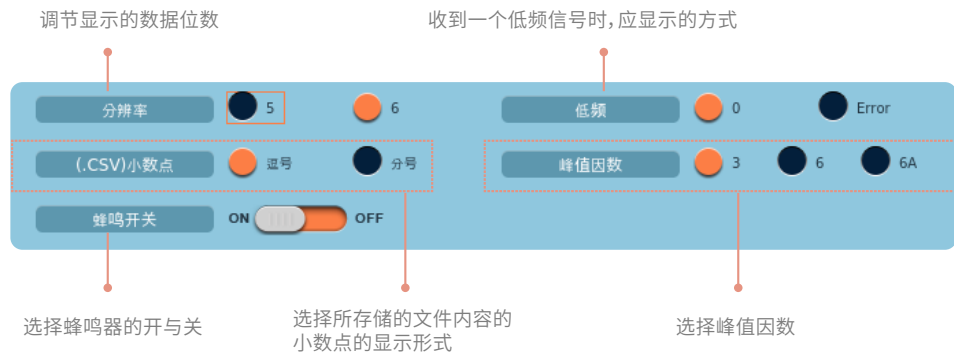 调节显示的数据位数
收到一个低频信号时,应显示的方式
分辨率 5 6 低频 0 Error
(.CSV)小数点 逗号 分号 峰值因数 3 6 6A
蜂鸣开关 ON OFF
选择蜂鸣器的开与关
选择所存储的文件内容的
小数点的显示形式
选择峰值因数